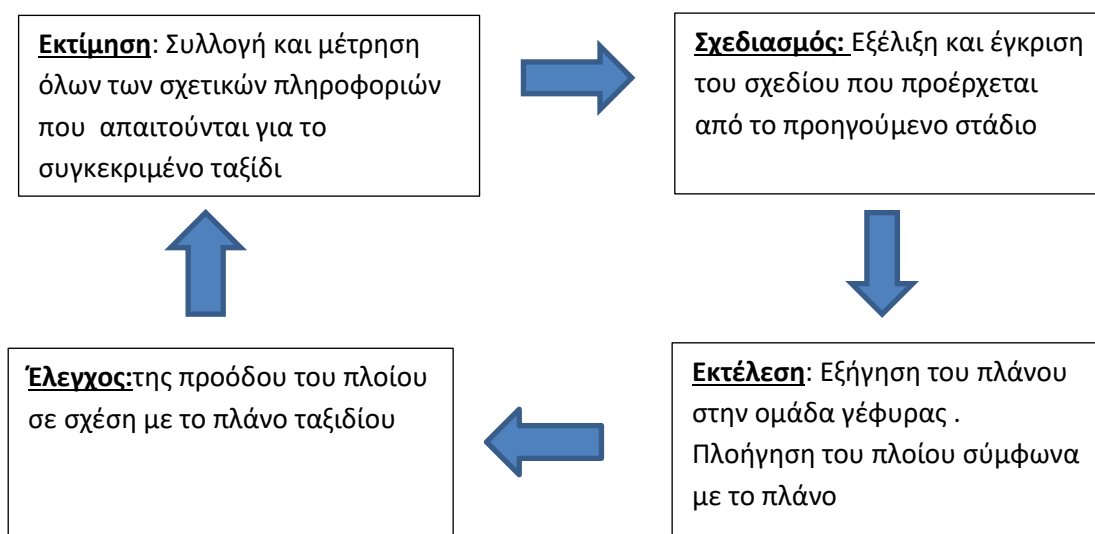 Εκτίμηση: Συλλογή και μέτρηση
όλων των σχετικών πληροφοριών
που απαιτούνται για το
συγκεκριμένο ταξίδι
Σχεδιασμός: Εξέλιξη και έγκριση
του σχεδίου που προέρχεται
από το προηγούμενο στάδιο
Έλεγχος:της προόδου του πλοίου
σε σχέση με το πλάνο ταξιδίου
Εκτέλεση: Εξήγηση του πλάνου
στην ομάδα γέφυρας .
Πλοήγηση του πλοίου σύμφωνα
με το πλάνο